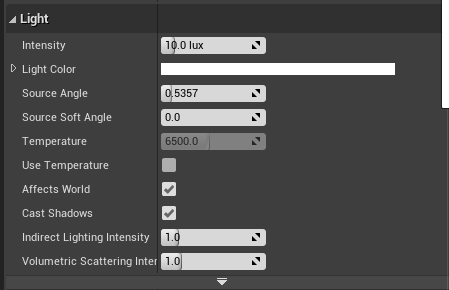 Light
Intensity 10.0 lux
Light Color
Source Angle 0.5357
Source Soft Angle 0.0
Temperature 6500.0
Use Temperature
Affects World
Cast Shadows
Indirect Lighting Intensity 1.0
Volumetric Scattering Inter 1.0